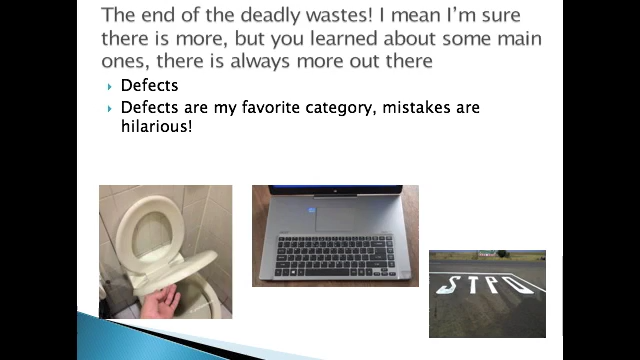 The end of the deadly wastes! I mean I'm sure
there is more, but you learned about some main
ones, there is always more out there
Defects
Defects are my favorite category, mistakes are
hilarious!
STPO